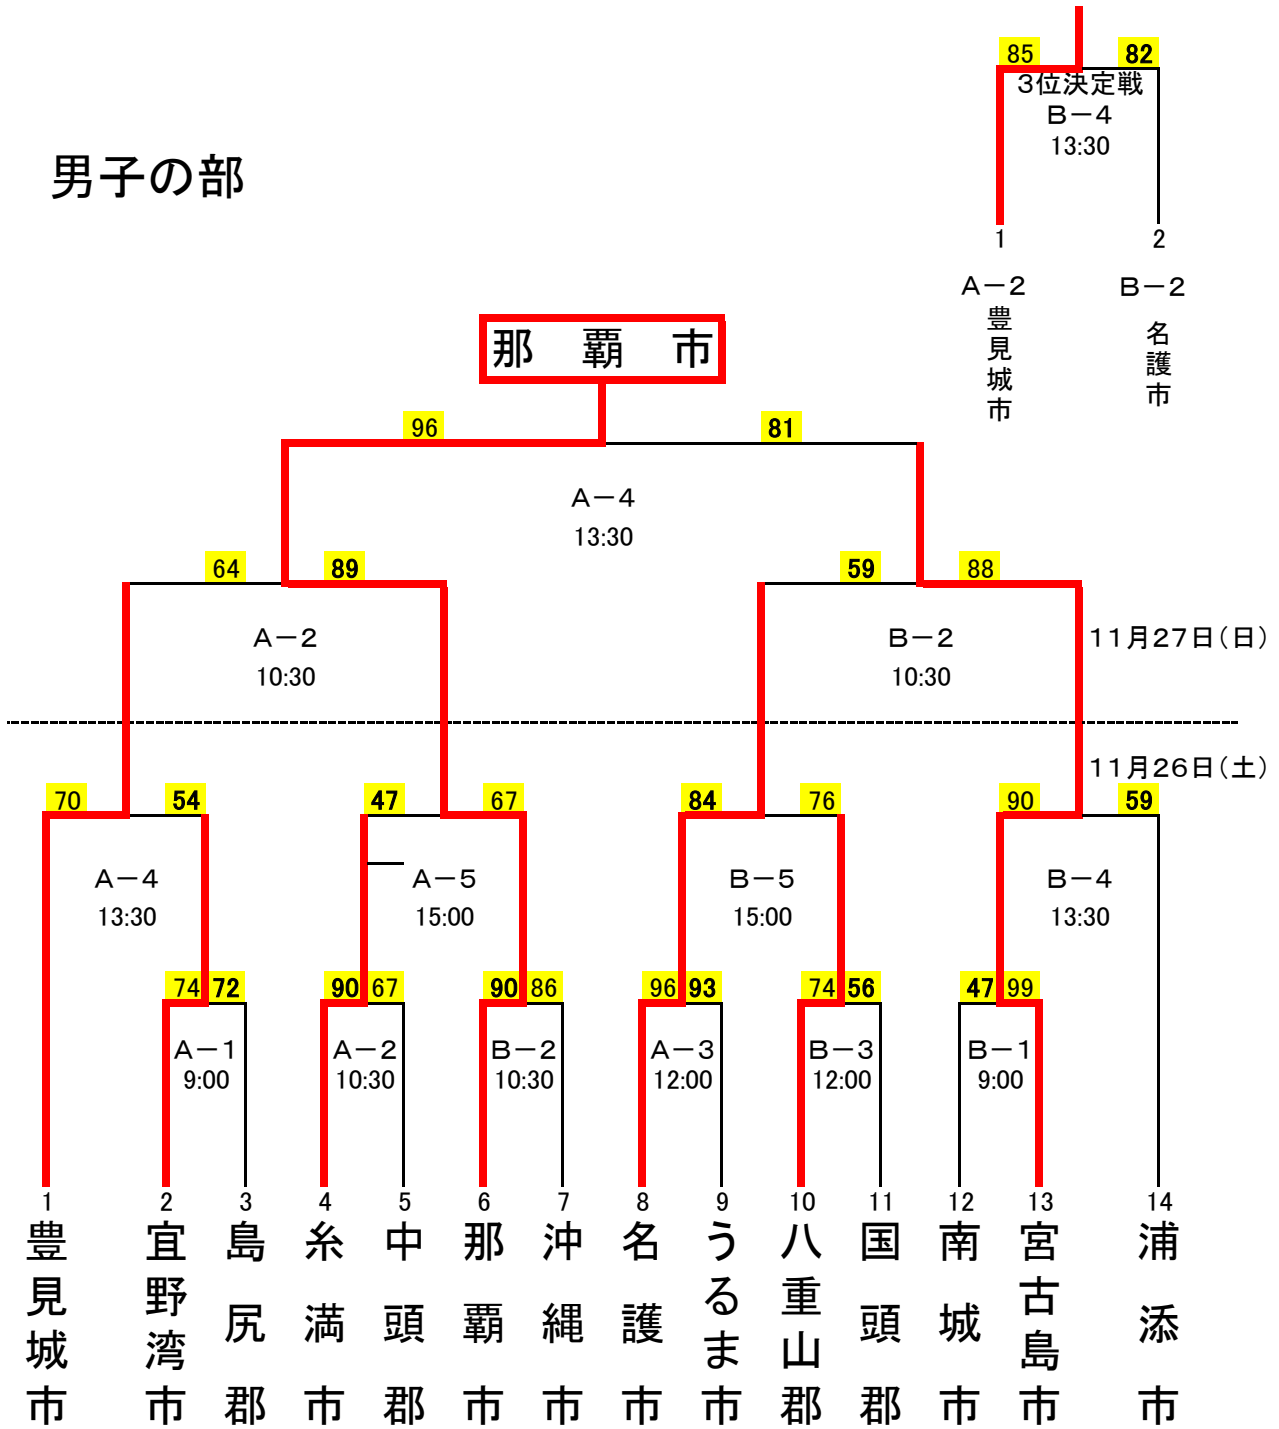 85 82
3位決定戦
B－4
13:30
男子の部
1 2
A－2 B－2
豊見城市 名護市
那 覇 市
96 81
A－4
13:30
64 89 59 88
A－2 B－2 11月27日(日)
10:30 10:30
11月26日(土)
70 54 47 67 84 76 90 59
A－4 A－5 B－5 B－4
13:30 15:00 15:00 13:30
74 72 90 67 90 86 96 93 74 56 47 99
A－1 A－2 B－2 A－3 B－3 B－1
9:00 10:30 10:30 12:00 12:00 9:00
1 2 3 4 5 6 7 8 9 10 11 12 13 14
豊見城市 宜野湾市 島尻郡 糸満市 中頭郡 那覇市 沖縄市 名護市 うるま市 八重山郡 国頭郡 南城市 宮古島市 浦添市